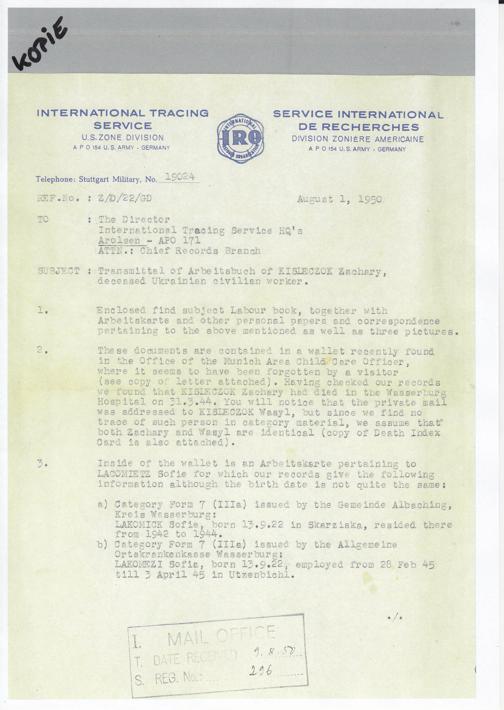 KOPIE
INTERNATIONAL TRACING
SERVICE
U.S. ZONE DIVISION
A P O 154 U.S. ARMY - GERMANY
INTERNATIONAL
IRO
SERVICE INTERNATIONAL
DE RECHERCHES
DIVISION ZONIÈRE AMERICAINE
A P O 154 U.S. ARMY - GERMANY
Telephone: Stuttgart Military, No. 19024
REF.No. : Z/D/22/GD August 1, 1950
TO : The Director
International Tracing Service HQ's
Arolsen - APO 171
ATTN.: Chief Records Branch
SUBJECT : Transmittal of Arbeitsbuch of KISLECZOK Zachary,
deceased Ukrainian civilian worker.
1. Enclosed find subject Labour book, together with
Arbeitskarte and other personal papers and correspondence
pertaining to the above mentioned as well as three pictures.
2. These documents are contained in a wallet recently found
in the Office of the Munich Area Child Care Officer,
where it seems to have been forgotten by a visitor
(see copy of letter attached). Having checked our records
we found that KISLECZOK Zachary had died in the Wasserburg
Hospital on 31.3.44. You will notice that the private mail
was addressed to KISLECZOK Wasyl, but since we find no
trace of such person in category material, we assume that
both Zachary and Wasyl are identical (copy of Death Index
Card is also attached).
3. Inside of the wallet is an Arbeitskarte pertaining to
LACOMIETZ Sofie for which our records give the following
information although the birth date is not quite the same:
a) Category Form 7 (IIIa) issued by the Gemeinde Albaching,
Kreis Wasserburg:
LAKOMICK Sofie, born 13.9.22 in Skarziska, resided there
from 1942 to 1944.
b) Category Form 7 (IIIa) issued by the Allgemeine
Ortskrankenkasse Wasserburg:
LAKOMEZI Sofie, born 13.9.22, employed from 28 Feb 45
till 3 April 45 in Utzenbichl.
./.
I. MAIL OFFICE
T. DATE RECEIVED 9.8.50
S. REG. No.: 296